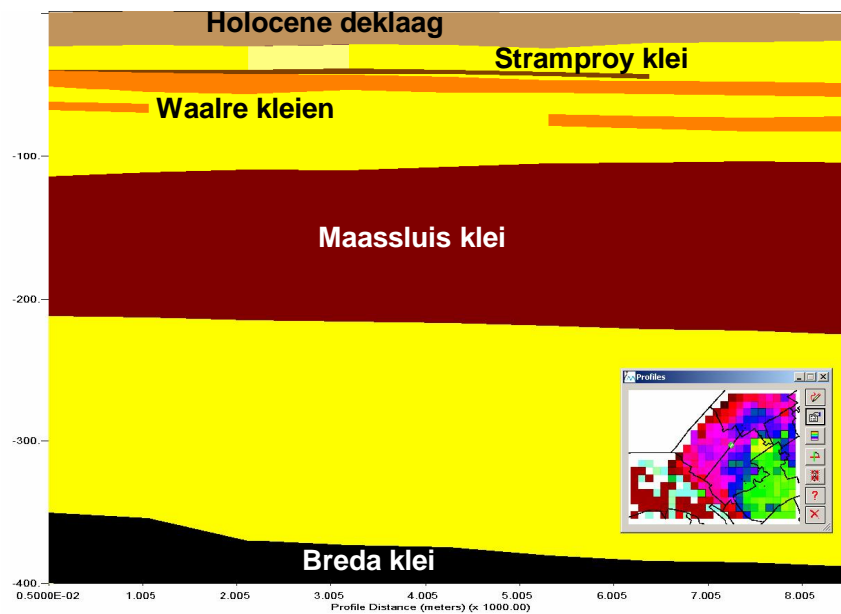 Holocene deklaag
Stramproy klei
Waalre kleien
-100.
Maassluis klei
-200.
Profiles
-300.
Breda klei
-400.
0.5000E-02 1.005 2.005 3.005 4.005 5.005 6.005 7.005 8.005
Profile Distance (meters) (x 1000.00)